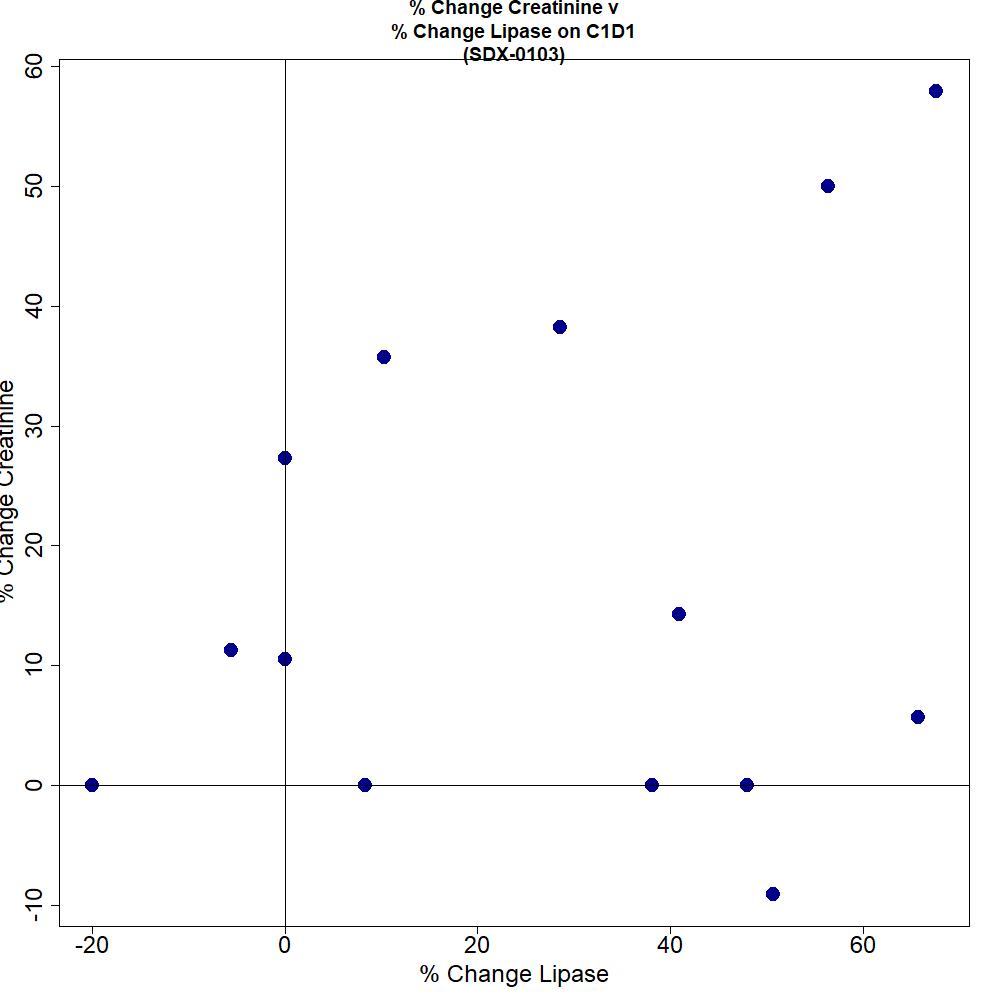 % Change Creatinine v
% Change Lipase on C1D1
(SDX-0103)
60
50
40
30
20
10
0
-10
% Change Creatinine
-20 0 20 40 60
% Change Lipase